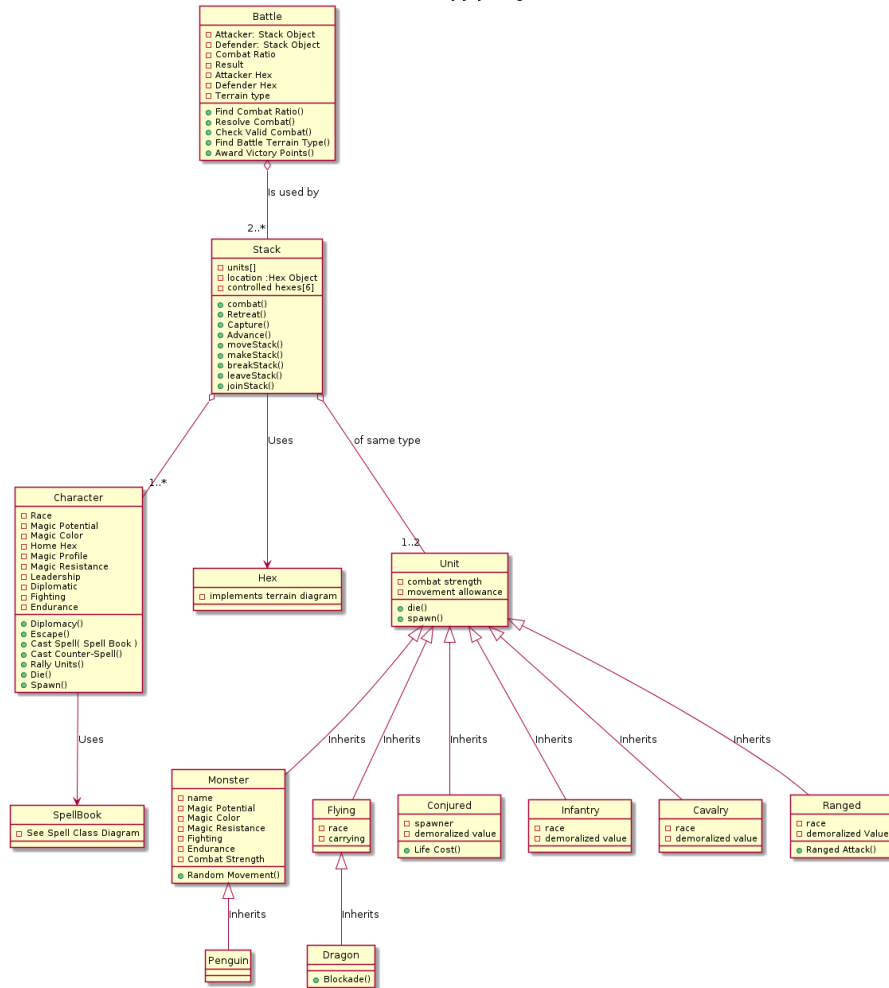 Battle
Attacker: Stack Object
Defender: Stack Object
Combat Ratio
Result
Attacker Hex
Defender Hex
Terrain type
Find Combat Ratio()
Resolve Combat()
Check Valid Combat()
Find Battle Terrain Type()
Award Victory Points()
Is used by
2..*
Stack
units[]
location :Hex Object
controlled hexes[6]
combat()
Retreat()
Capture()
Advance()
moveStack()
makeStack()
breakStack()
leaveStack()
joinStack()
Uses
of same type
1..*
1..2
Character
Race
Magic Potential
Magic Color
Home Hex
Magic Profile
Magic Resistance
Leadership
Diplomatic
Fighting
Endurance
Diplomacy()
Escape()
Cast Spell( Spell Book )
Cast Counter-Spell()
Rally Units()
Die()
Spawn()
Hex
implements terrain diagram
Unit
combat strength
movement allowance
die()
spawn()
Uses
Inherits
Inherits
Inherits
Inherits
Inherits
Inherits
SpellBook
See Spell Class Diagram
Monster
name
Magic Potential
Magic Color
Magic Resistance
Fighting
Endurance
Combat Strength
Random Movement()
Flying
race
carrying
Conjured
spawner
demoralized value
Life Cost()
Infantry
race
demoralized value
Cavalry
race
demoralized value
Ranged
race
demoralized Value
Ranged Attack()
Inherits
Inherits
Penguin
Dragon
Blockade()